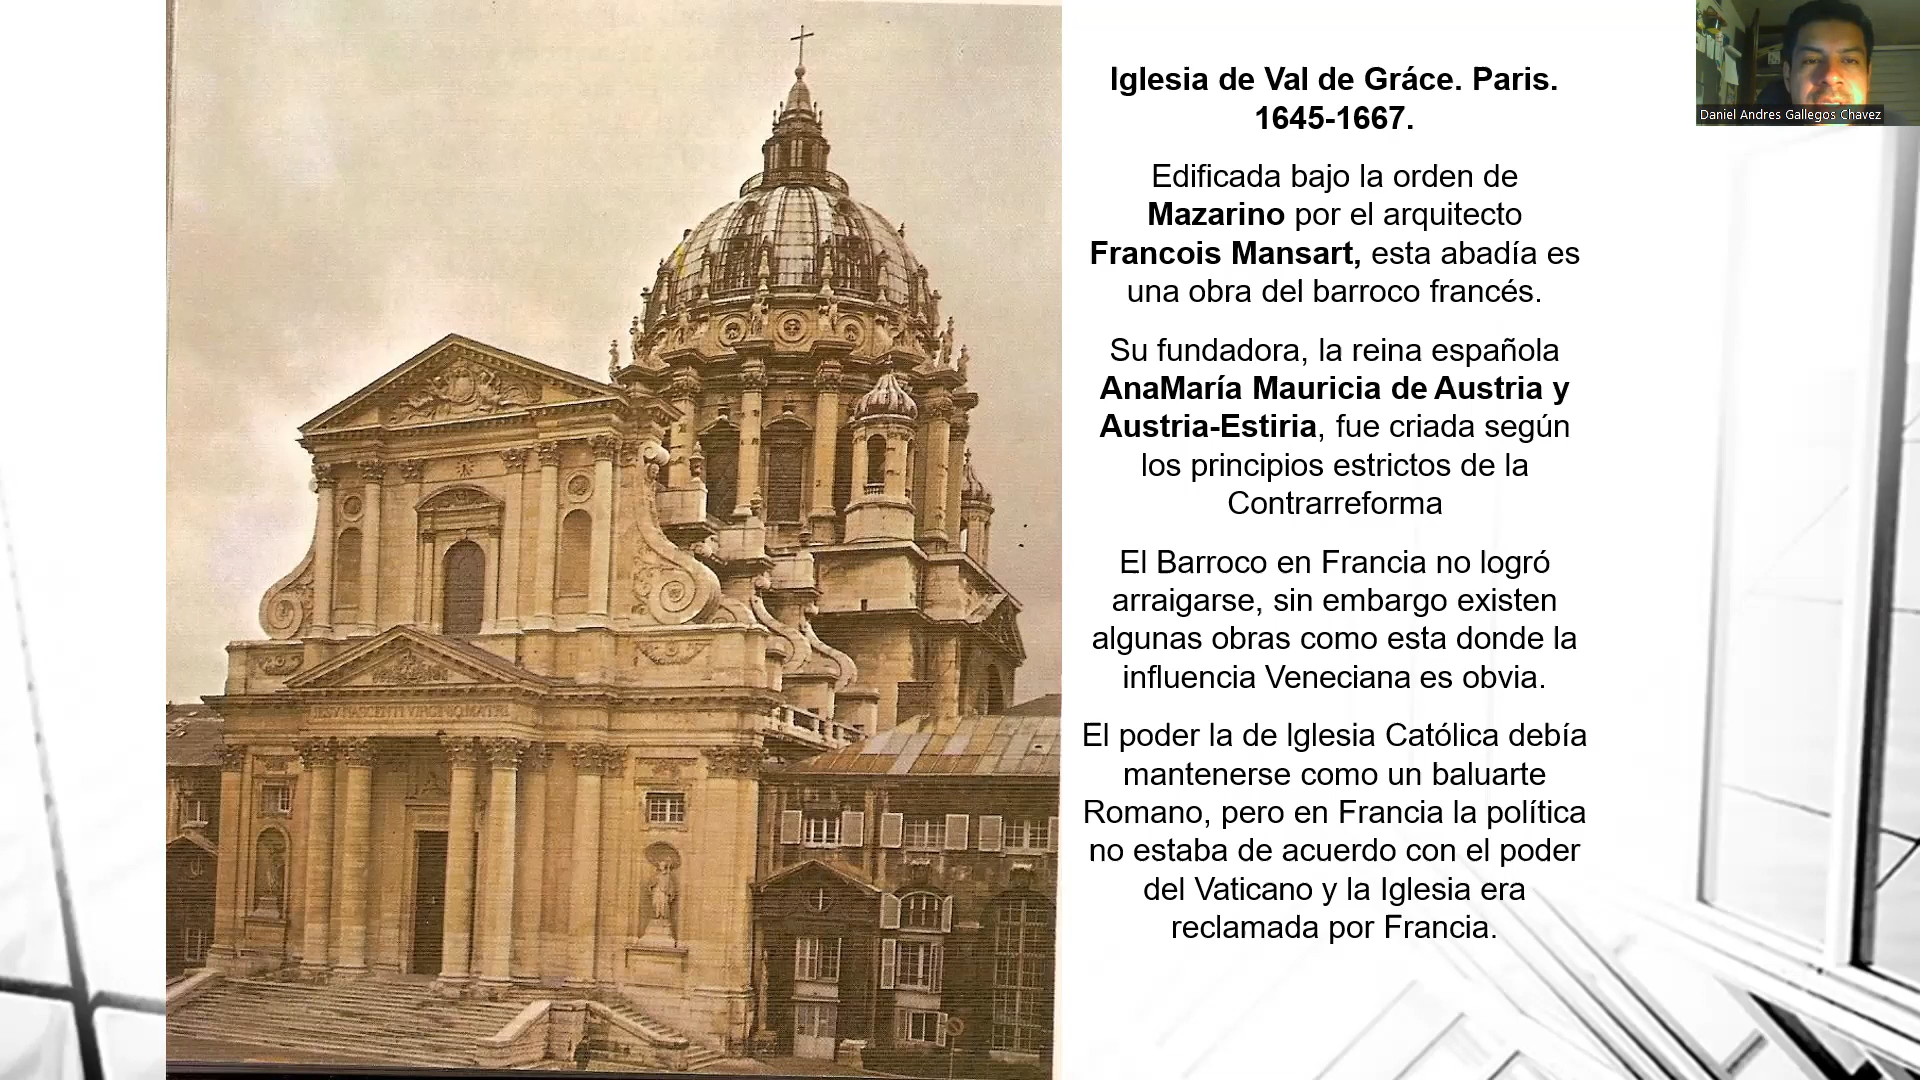 Iglesia de Val de Gráce. Paris.
1645-1667.
Edificada bajo la orden de
Mazarino por el arquitecto
Francois Mansart, esta abadía es
una obra del barroco francés.
Su fundadora, la reina española
AnaMaría Mauricia de Austria y
Austria-Estiria, fue criada según
los principios estrictos de la
Contrarreforma
El Barroco en Francia no logró
arraigarse, sin embargo existen
algunas obras como esta donde la
influencia Veneciana es obvia.
El poder la de Iglesia Católica debía
mantenerse como un baluarte
Romano, pero en Francia la política
no estaba de acuerdo con el poder
del Vaticano y la Iglesia era
reclamada por Francia.
Daniel Andres Gallegos Chavez